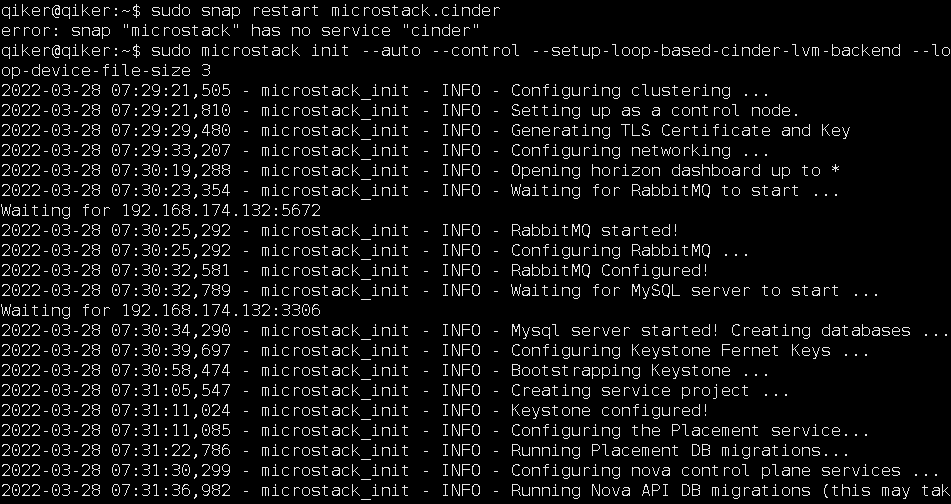 qiker@qiker:~$ sudo snap restart microstack.cinder
error: snap "microstack" has no service "cinder"
qiker@qiker:~$ sudo microstack init --auto --control --setup-loop-based-cinder-lvm-backend --lo
op-device-file-size 3
2022-03-28 07:29:21,505 - microstack_init - INFO - Configuring clustering ...
2022-03-28 07:29:21,810 - microstack_init - INFO - Setting up as a control node.
2022-03-28 07:29:29,480 - microstack_init - INFO - Generating TLS Certificate and Key
2022-03-28 07:29:33,207 - microstack_init - INFO - Configuring networking ...
2022-03-28 07:30:19,288 - microstack_init - INFO - Opening horizon dashboard up to *
2022-03-28 07:30:23,354 - microstack_init - INFO - Waiting for RabbitMQ to start ...
Waiting for 192.168.174.132:5672
2022-03-28 07:30:25,292 - microstack_init - INFO - RabbitMQ started!
2022-03-28 07:30:25,292 - microstack_init - INFO - Configuring RabbitMQ ...
2022-03-28 07:30:32,581 - microstack_init - INFO - RabbitMQ Configured!
2022-03-28 07:30:32,789 - microstack_init - INFO - Waiting for MySQL server to start ...
Waiting for 192.168.174.132:3306
2022-03-28 07:30:34,290 - microstack_init - INFO - Mysql server started! Creating databases ...
2022-03-28 07:30:39,697 - microstack_init - INFO - Configuring Keystone Fernet Keys ...
2022-03-28 07:30:58,474 - microstack_init - INFO - Bootstrapping Keystone ...
2022-03-28 07:31:05,547 - microstack_init - INFO - Creating service project ...
2022-03-28 07:31:11,024 - microstack_init - INFO - Keystone configured!
2022-03-28 07:31:11,085 - microstack_init - INFO - Configuring the Placement service...
2022-03-28 07:31:22,786 - microstack_init - INFO - Running Placement DB migrations...
2022-03-28 07:31:30,299 - microstack_init - INFO - Configuring nova control plane services ...
2022-03-28 07:31:36,982 - microstack_init - INFO - Running Nova API DB migrations (this may tak